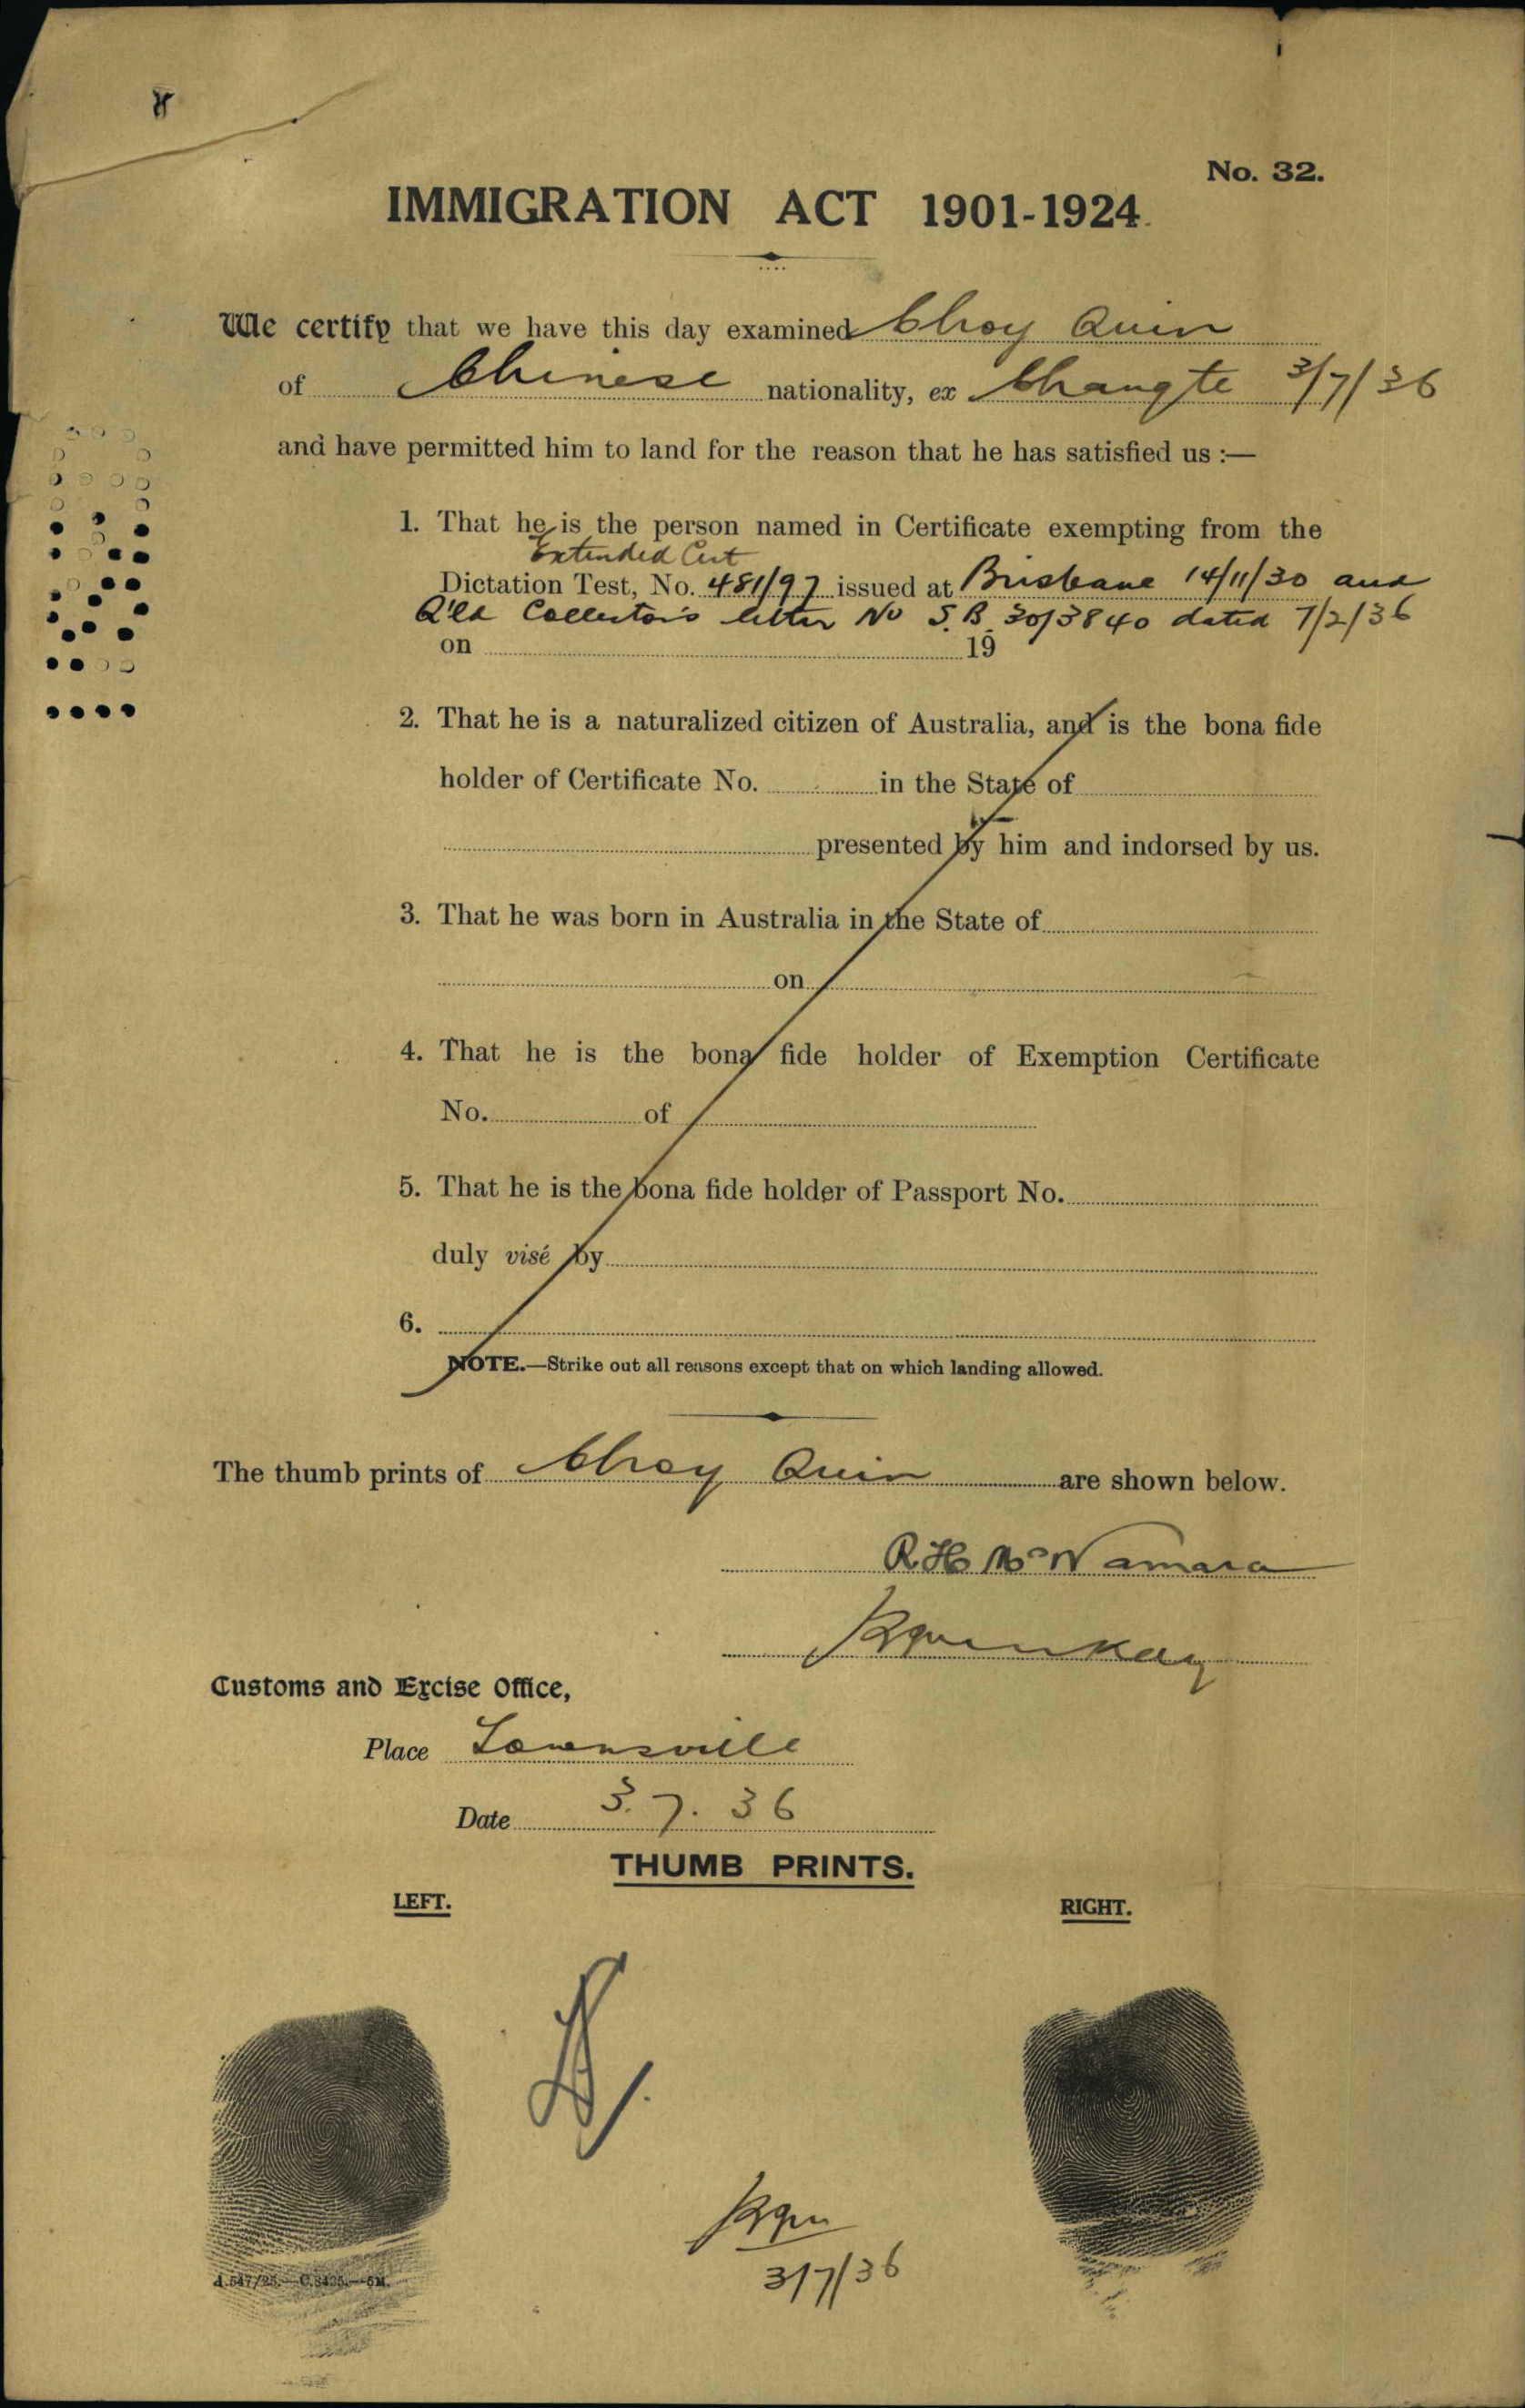 No. 32.
IMMIGRATION ACT 1901-1924.
We certify that we have this day examined Choy Quin
of Chinese nationality, ex Changte 3/7/36
and have permitted him to land for the reason that he has satisfied us :—
1. That he is the person named in Certificate exempting from the
Extended Cert
Dictation Test, No. 481/97 issued at Brisbane 14/11/30 and
Q'ld Collector's letter No S.B. 30/3840 dated 7/2/36
on 19
2. That he is a naturalized citizen of Australia, and is the bona fide
holder of Certificate No. in the State of
presented by him and indorsed by us.
3. That he was born in Australia in the State of
on
4. That he is the bona fide holder of Exemption Certificate
No. of
5. That he is the bona fide holder of Passport No.
duly visé by
6.
NOTE.—Strike out all reasons except that on which landing allowed.
The thumb prints of Choy Quin are shown below.
R H McNamara
Customs and Excise Office,
Place Townsville
Date 3. 7. 36
THUMB PRINTS.
LEFT. RIGHT.
3/7/36